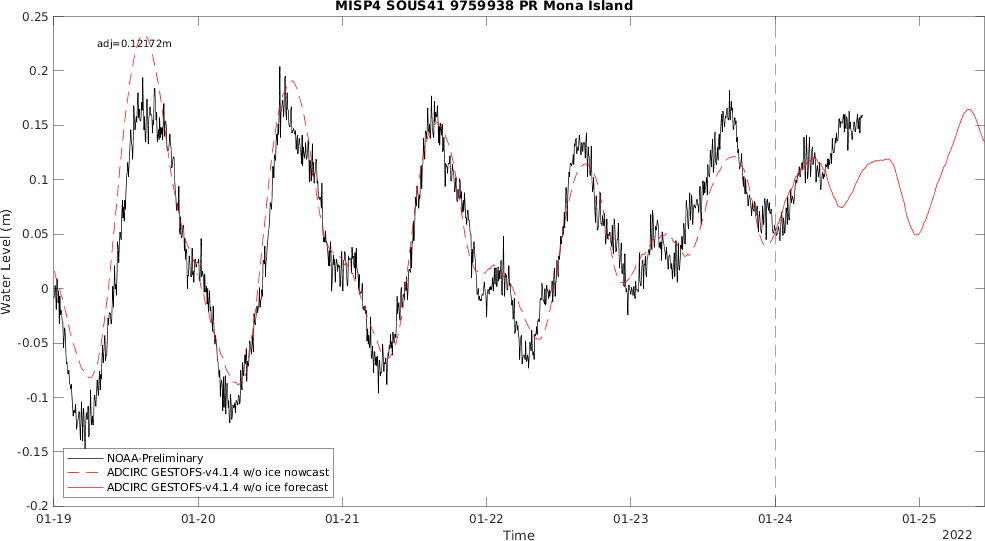 MISP4 SOUS41 9759938 PR Mona Island
adj=0.12172m
0.25
0.2
0.15
0.1
0.05
0
-0.05
-0.1
-0.15
-0.2
Water Level (m)
NOAA-Preliminary
ADCIRC GESTOFS-v4.1.4 w/o ice nowcast
ADCIRC GESTOFS-v4.1.4 w/o ice forecast
01-19 01-20 01-21 01-22 01-23 01-24 01-25
Time
2022